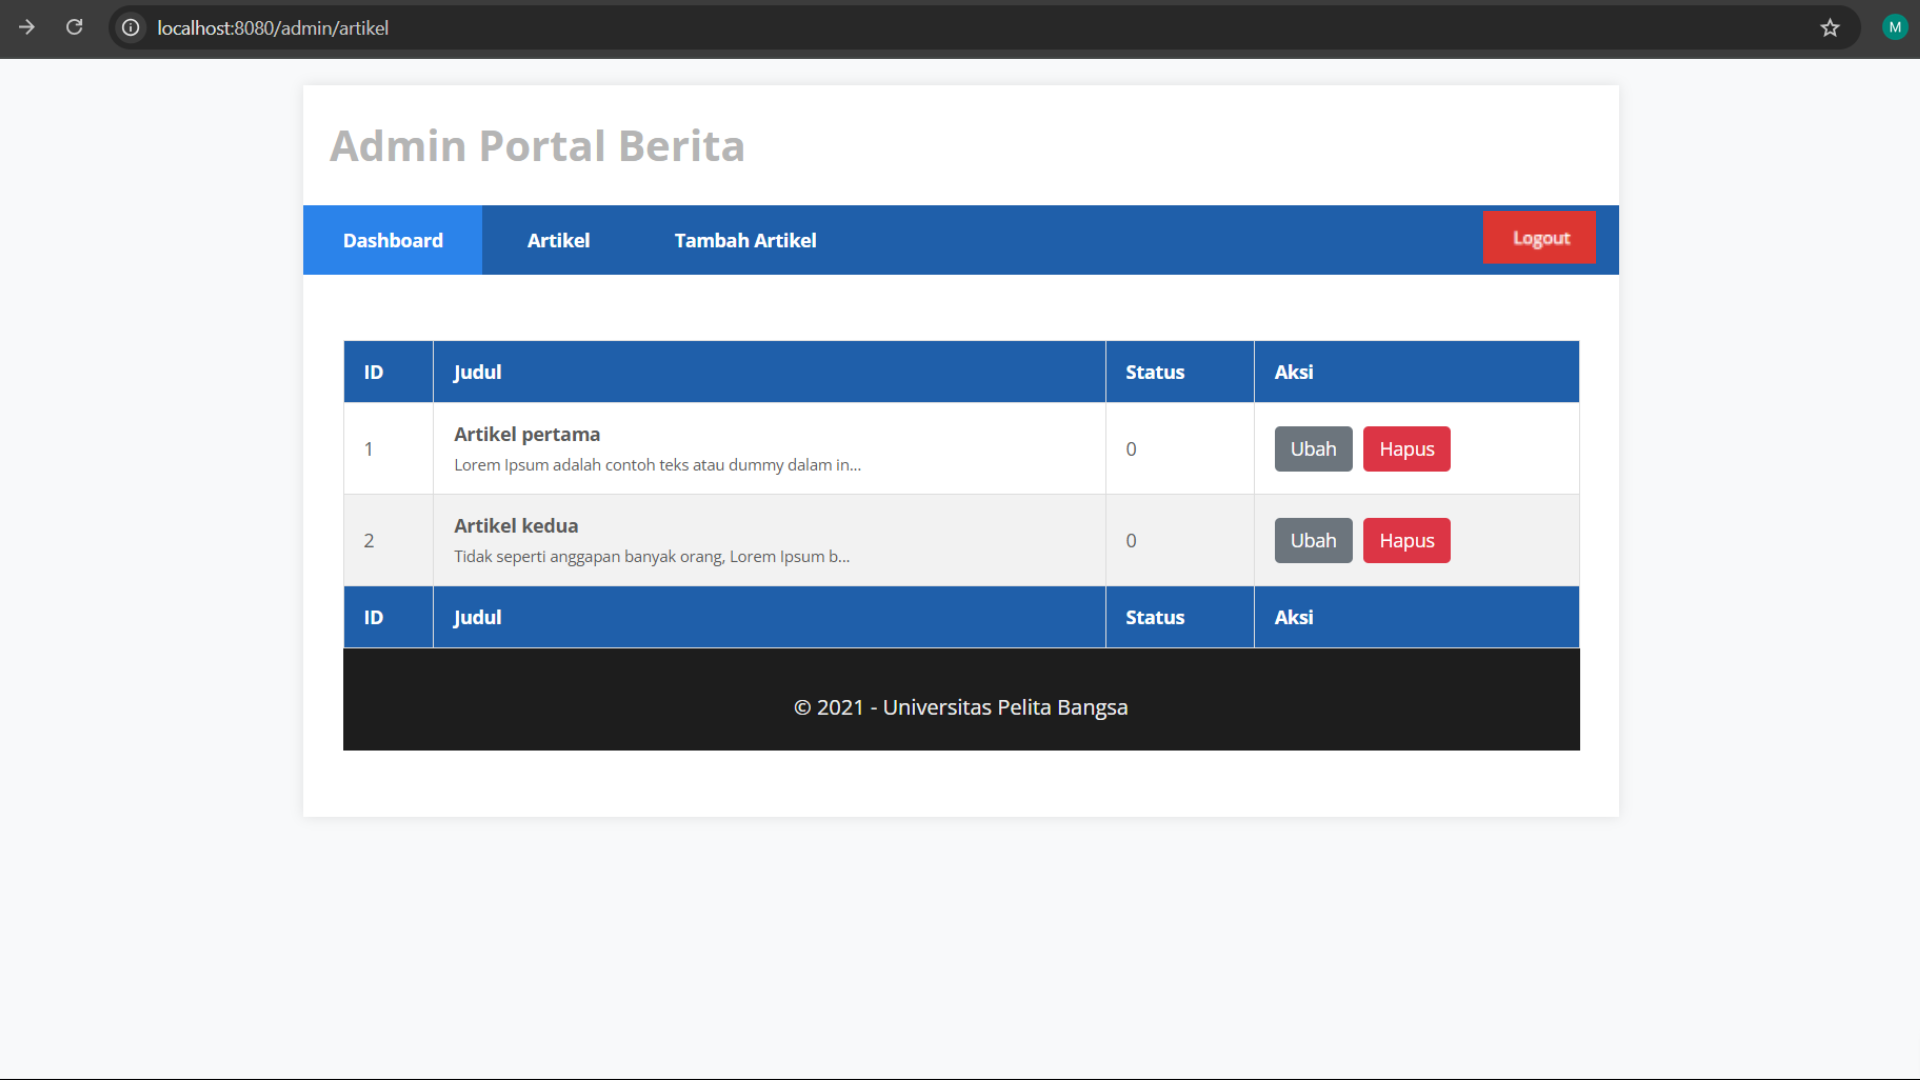 localhost:8080/admin/artikel
M
Admin Portal Berita
Dashboard Artikel Tambah Artikel Logout
ID Judul Status Aksi
Artikel pertama
1 0 Ubah Hapus
Lorem Ipsum adalah contoh teks atau dummy dalam in...
Artikel kedua
2 0 Ubah Hapus
Tidak seperti anggapan banyak orang, Lorem Ipsum b...
ID Judul Status Aksi
© 2021 - Universitas Pelita Bangsa